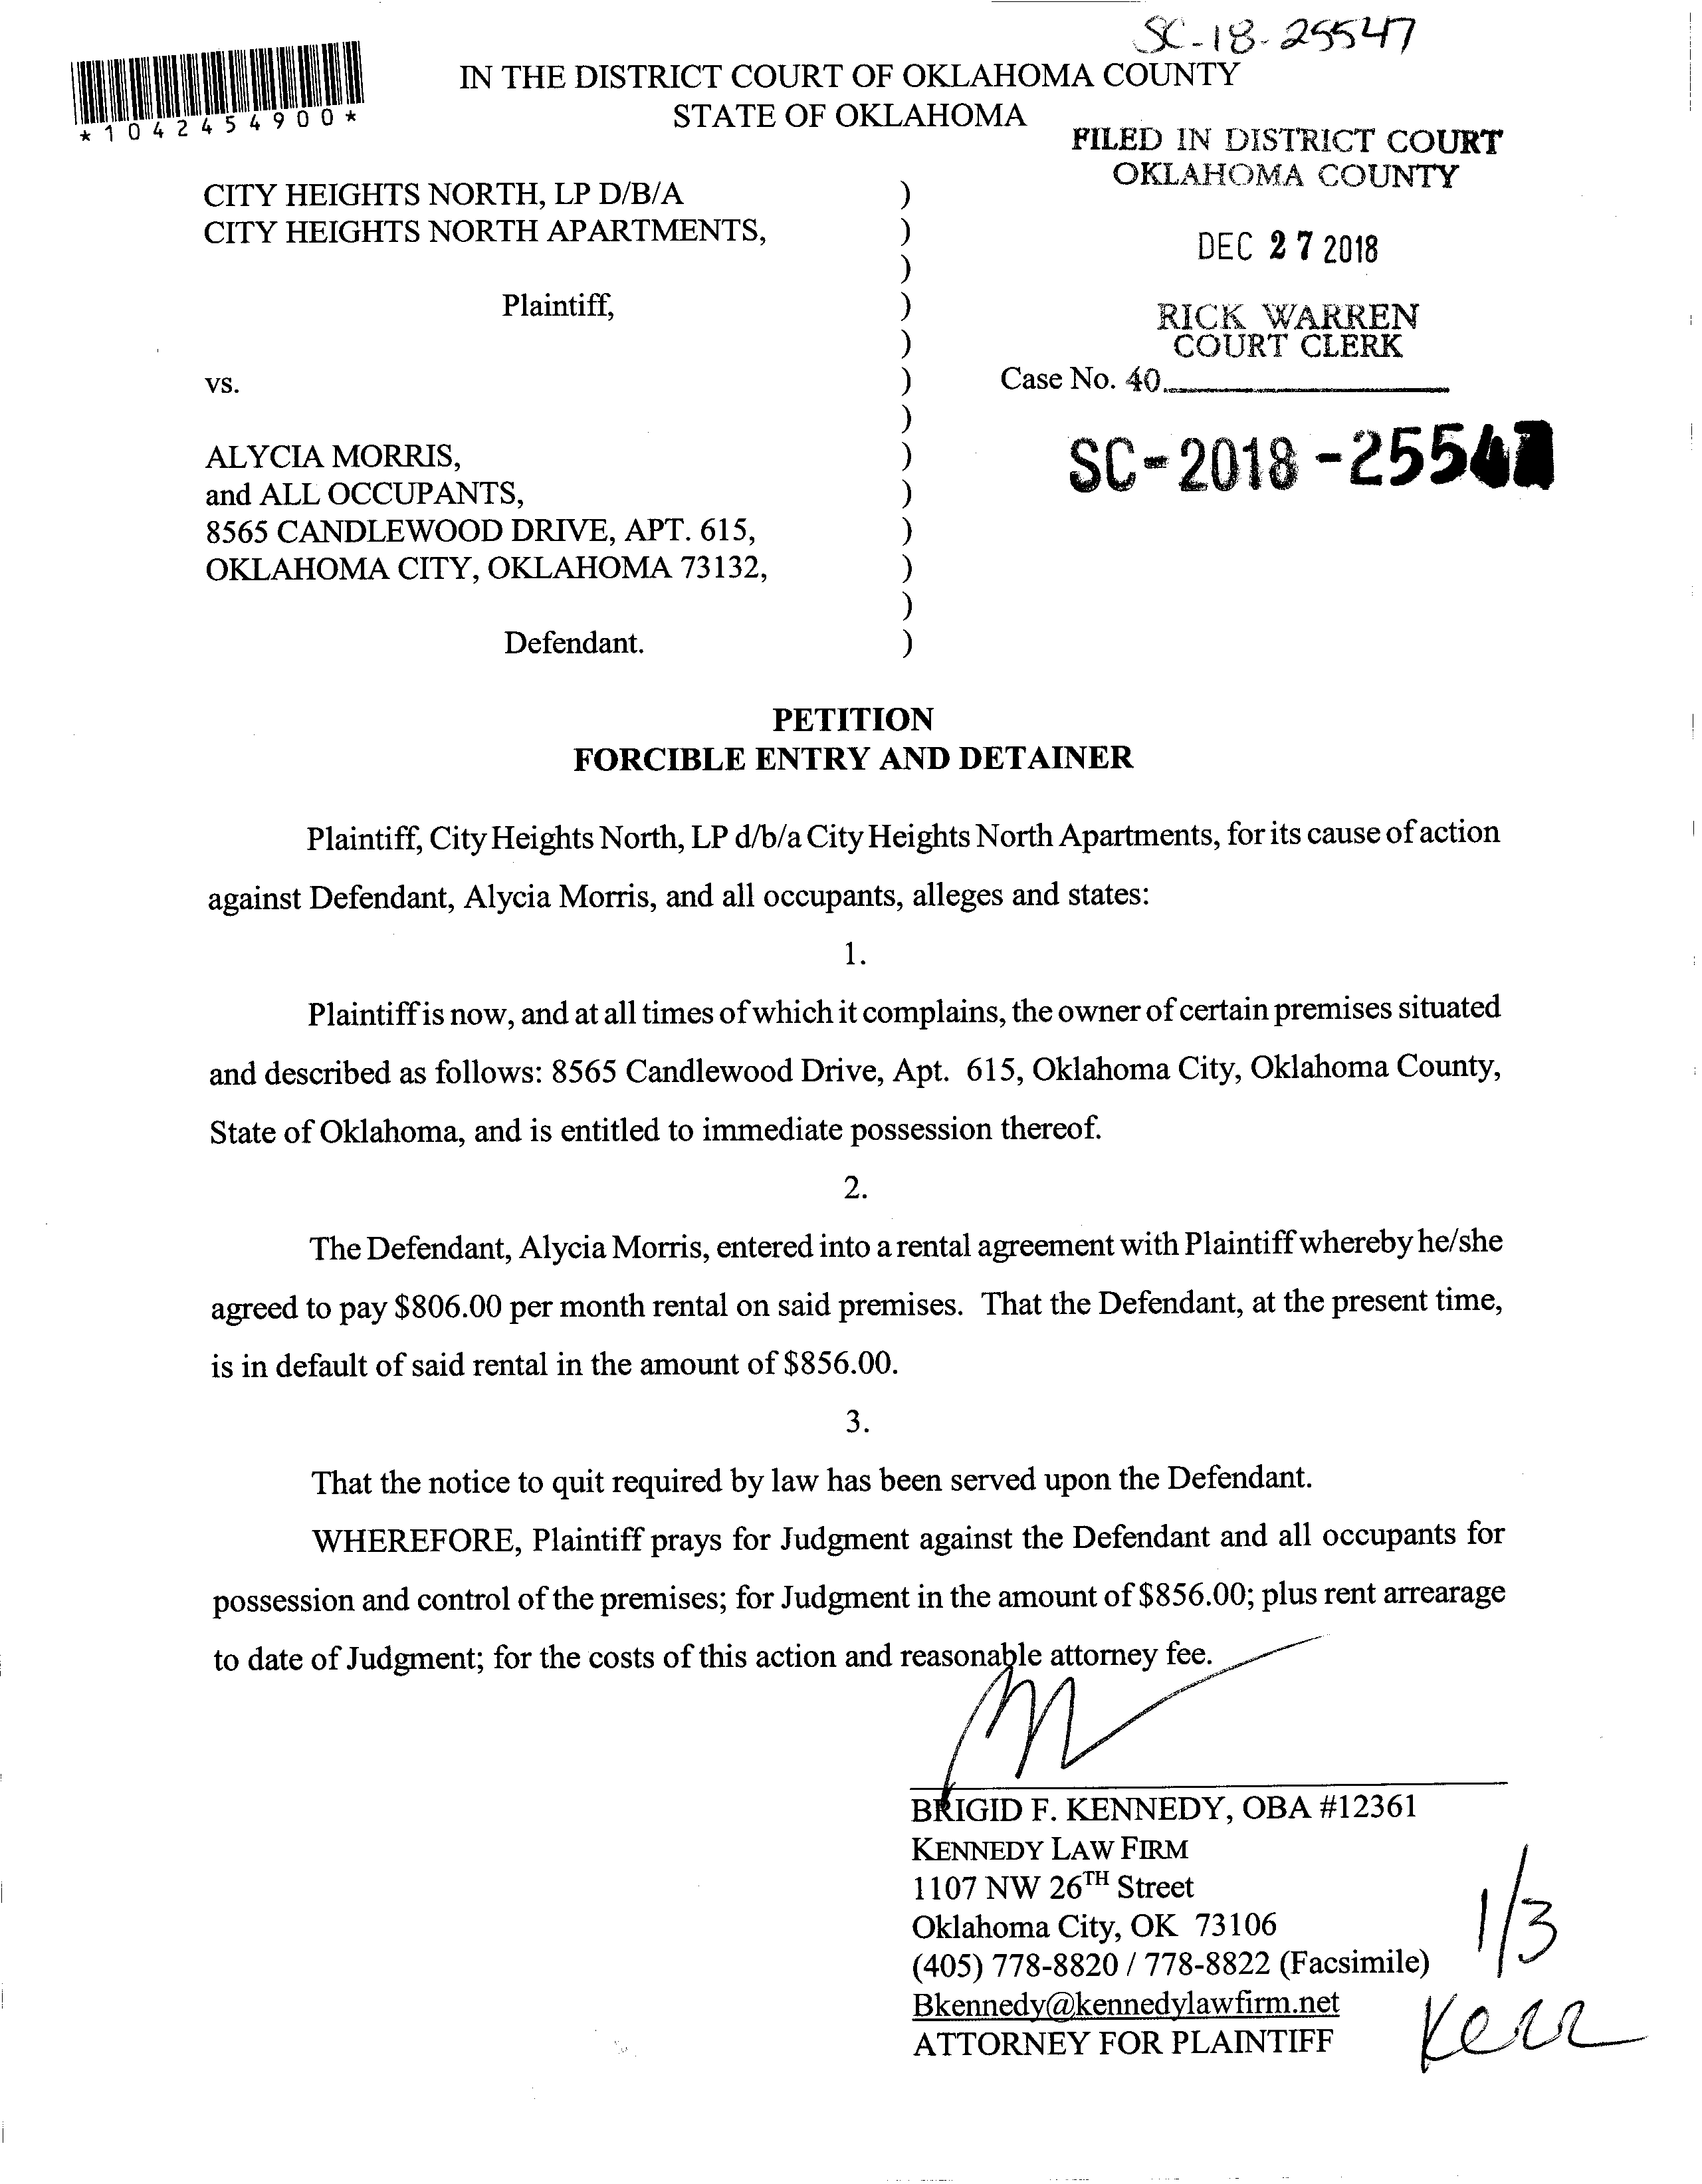 SC-18-25547
*1042454900*
IN THE DISTRICT COURT OF OKLAHOMA COUNTY
STATE OF OKLAHOMA
FILED IN DISTRICT COURT
OKLAHOMA COUNTY
CITY HEIGHTS NORTH, LP D/B/A )
CITY HEIGHTS NORTH APARTMENTS, )
DEC 27 2018
)
Plaintiff, )
RICK WARREN
COURT CLERK
)
vs. ) Case No. 40.
)
SC-2018-25547
ALYCIA MORRIS, )
and ALL OCCUPANTS, )
8565 CANDLEWOOD DRIVE, APT. 615, )
OKLAHOMA CITY, OKLAHOMA 73132, )
)
Defendant. )
PETITION
FORCIBLE ENTRY AND DETAINER
Plaintiff, City Heights North, LP d/b/a City Heights North Apartments, for its cause of action
against Defendant, Alycia Morris, and all occupants, alleges and states:
1.
Plaintiff is now, and at all times of which it complains, the owner of certain premises situated
and described as follows: 8565 Candlewood Drive, Apt. 615, Oklahoma City, Oklahoma County,
State of Oklahoma, and is entitled to immediate possession thereof.
2.
The Defendant, Alycia Morris, entered into a rental agreement with Plaintiff whereby he/she
agreed to pay $806.00 per month rental on said premises. That the Defendant, at the present time,
is in default of said rental in the amount of $856.00.
3.
That the notice to quit required by law has been served upon the Defendant.
WHEREFORE, Plaintiff prays for Judgment against the Defendant and all occupants for
possession and control of the premises; for Judgment in the amount of $856.00; plus rent arrearage
to date of Judgment; for the costs of this action and reasonable attorney fee.
BRIGID F. KENNEDY, OBA #12361
KENNEDY LAW FIRM
1107 NW 26TH Street
Oklahoma City, OK 73106
(405) 778-8820 / 778-8822 (Facsimile)
Bkennedy@kennedylawfirm.net
ATTORNEY FOR PLAINTIFF
1/3
Kerr